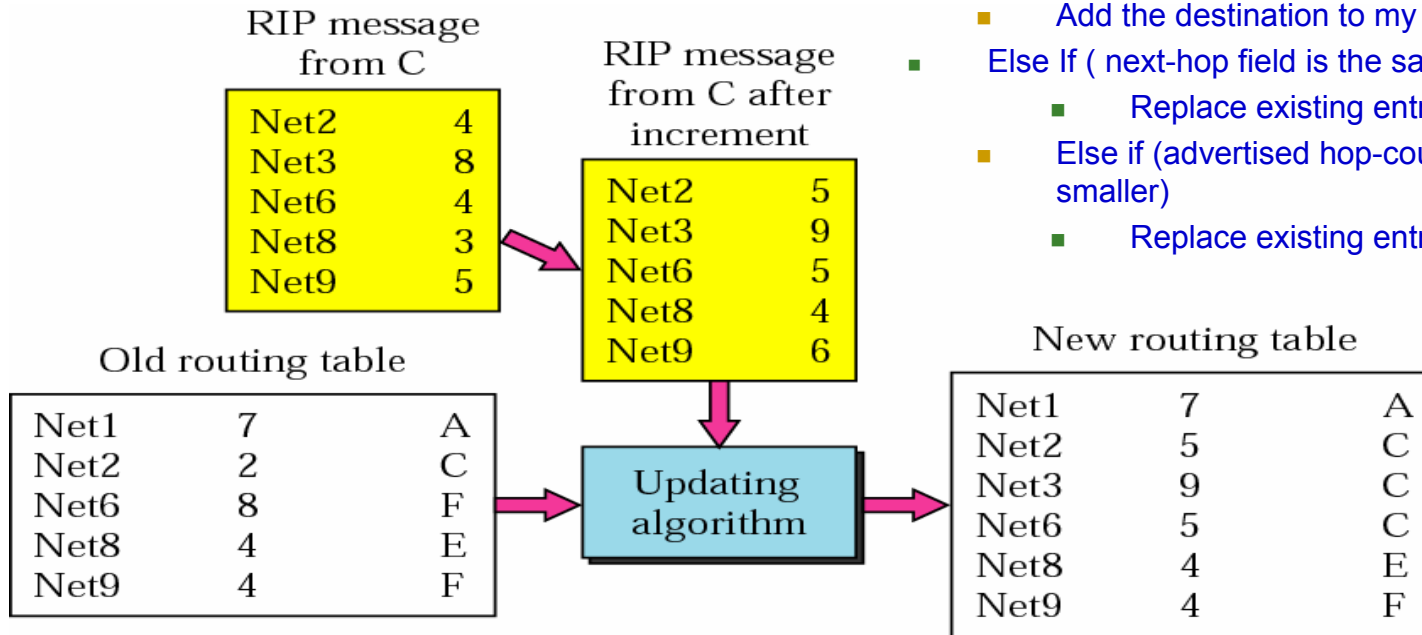 RIP message
from C
Net2 4
Net3 8
Net6 4
Net8 3
Net9 5
RIP message
from C after
increment
Net2 5
Net3 9
Net6 5
Net8 4
Net9 6
Add the destination to my
Else If ( next-hop field is the sa
Replace existing entr
Else if (advertised hop-cou
smaller)
Replace existing entr
Old routing table
Net1 7 A
Net2 2 C
Net6 8 F
Net8 4 E
Net9 4 F
Updating
algorithm
New routing table
Net1 7 A
Net2 5 C
Net3 9 C
Net6 5 C
Net8 4 E
Net9 4 F